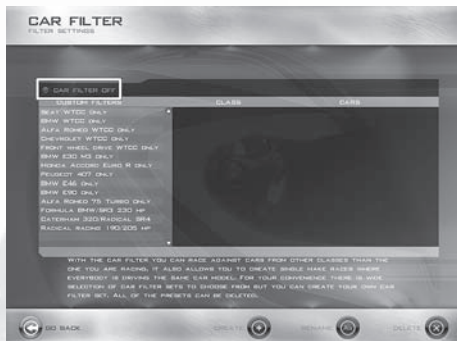 CAR FILTER
FILTER SETTINGS
CAR FILTER OFF
CUSTOM FILTERS CLASS CARS
SEAT WTCC ONLY
BMW WTCC ONLY
ALFA ROMEO WTCC ONLY
CHEVROLET WTCC ONLY
FRONT WHEEL DRIVE WTCC ONLY
BMW E30 M3 ONLY
HONDA ACCORD EURO R ONLY
PEUGEOT 407 ONLY
BMW E46 ONLY
BMW E90 ONLY
ALFA ROMEO 75 TURBO ONLY
FORMULA BMW/SR3 230 HP
CATERHAM 320/RADICAL SR4
RADICAL RACING 190/205 HP
WITH THE CAR FILTER YOU CAN RACE AGAINST CARS FROM OTHER CLASSES THAN THE
ONE YOU ARE RACING, IT ALSO ALLOWS YOU TO CREATE SINGLE MAKE RACES WHERE
EVERYBODY IS DRIVING THE SAME CAR MODEL. FOR YOUR CONVENIENCE THERE IS WIDE
SELECTION OF CAR FILTER SETS TO CHOOSE FROM BUT YOU CAN CREATE YOUR OWN CAR
FILTER SET. ALL OF THE PRESETS CAN BE DELETED.
GO BACK CREATE RENAME DELETE